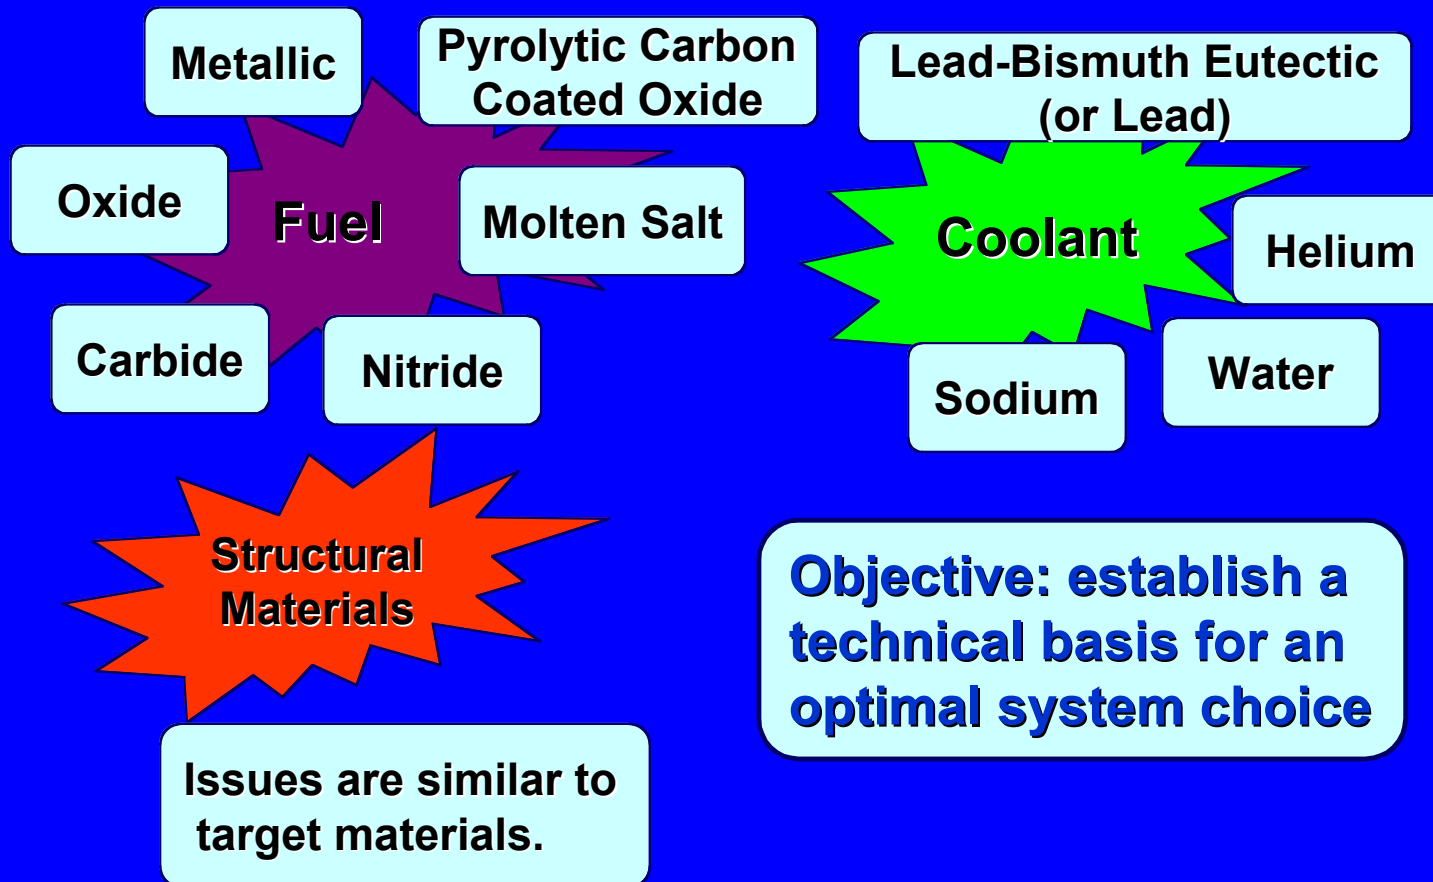 Metallic
Pyrolytic Carbon
Coated Oxide
Oxide
Fuel
Molten Salt
Carbide
Nitride
Lead-Bismuth Eutectic
(or Lead)
Coolant
Helium
Sodium
Water
Structural
Materials
Issues are similar to
target materials.
Objective: establish a
technical basis for an
optimal system choice